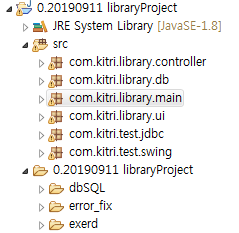 0.20190911 libraryProject
JRE System Library [JavaSE-1.8]
src
com.kitri.library.controller
com.kitri.library.db
com.kitri.library.main
com.kitri.library.ui
com.kitri.test.jdbc
com.kitri.test.swing
0.20190911 libraryProject
dbSQL
error_fix
exerd